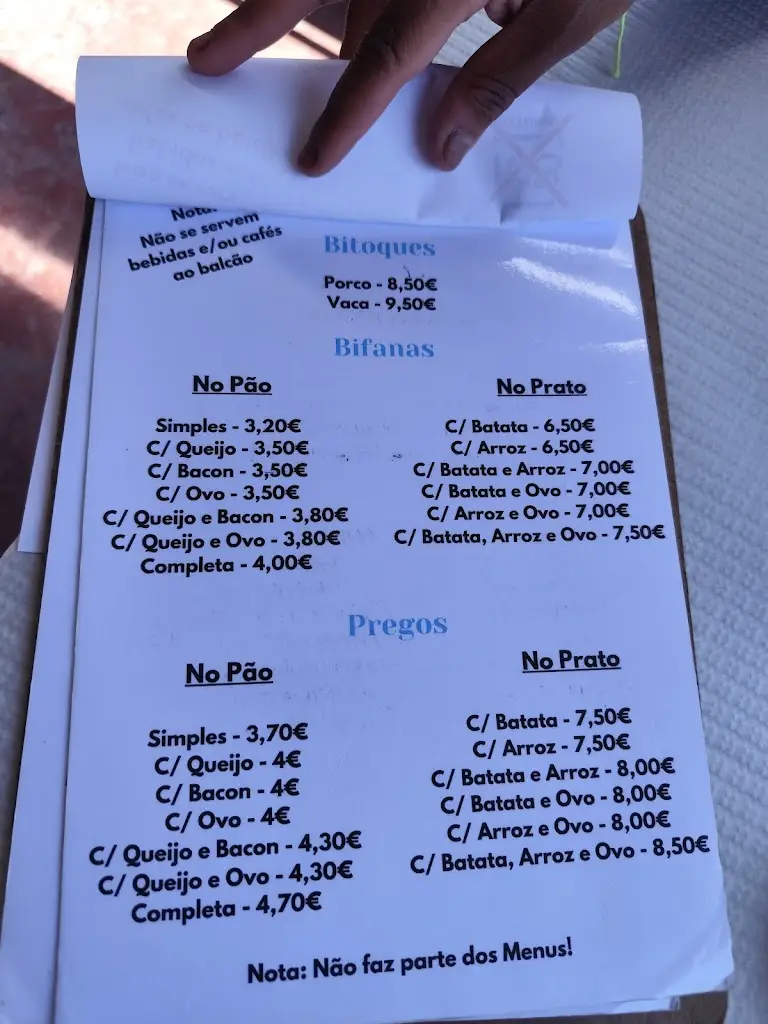 Nota:
Não se servem
bebidas e/ou cafés
ao balcão
Bitoques
Porco - 8,50€
Vaca - 9,50€
Bifanas
No Pão
Simples - 3,20€
C/ Queijo - 3,50€
C/ Bacon - 3,50€
C/ Ovo - 3,50€
C/ Queijo e Bacon - 3,80€
C/ Queijo e Ovo - 3,80€
Completa - 4,00€
No Prato
C/ Batata - 6,50€
C/ Arroz - 6,50€
C/ Batata e Arroz - 7,00€
C/ Batata e Ovo - 7,00€
C/ Arroz e Ovo - 7,00€
C/ Batata, Arroz e Ovo - 7,50€
Pregos
No Pão
Simples - 3,70€
C/ Queijo - 4€
C/ Bacon - 4€
C/ Ovo - 4€
C/ Queijo e Bacon - 4,30€
C/ Queijo e Ovo - 4,30€
Completa - 4,70€
No Prato
C/ Batata - 7,50€
C/ Arroz - 7,50€
C/ Batata e Arroz - 8,00€
C/ Batata e Ovo - 8,00€
C/ Arroz e Ovo - 8,00€
C/ Batata, Arroz e Ovo - 8,50€
Nota: Não faz parte dos Menus!